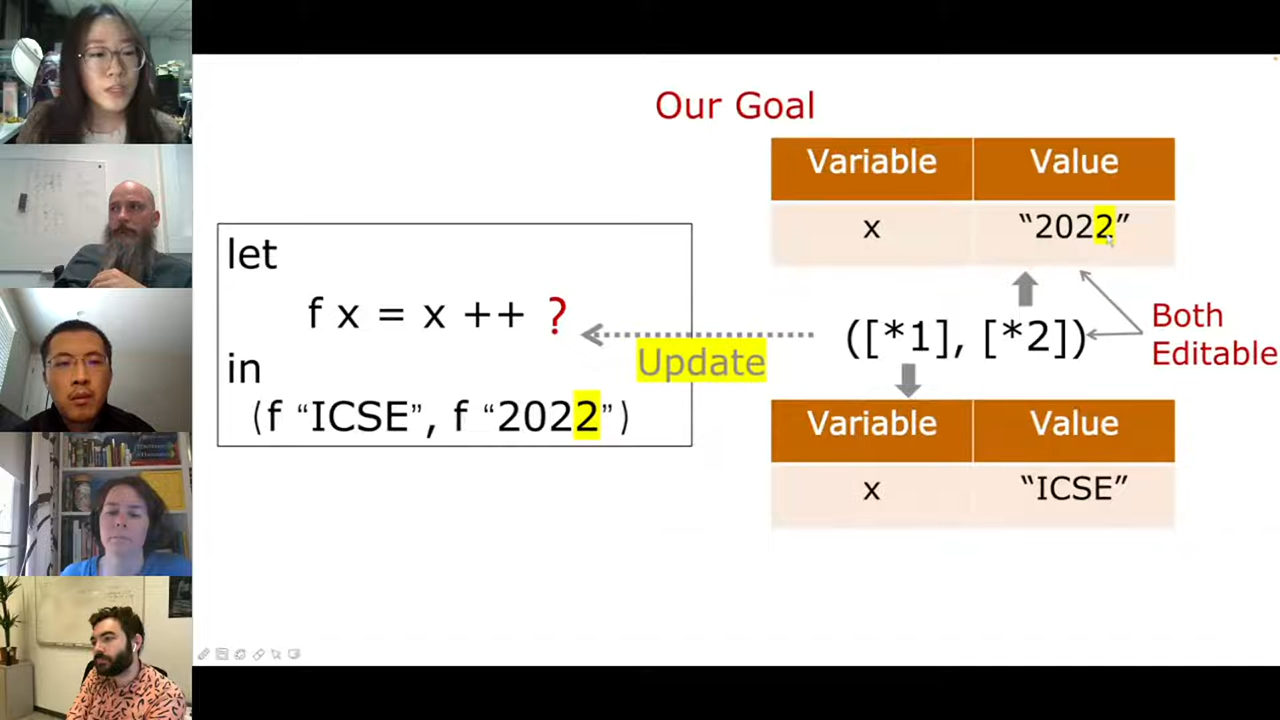 Our Goal
Variable Value
x “2022”
let
f x = x ++ ?
in
(f “ICSE”, f “2022”)
Update
([*1], [*2])
Both
Editable
Variable Value
x “ICSE”